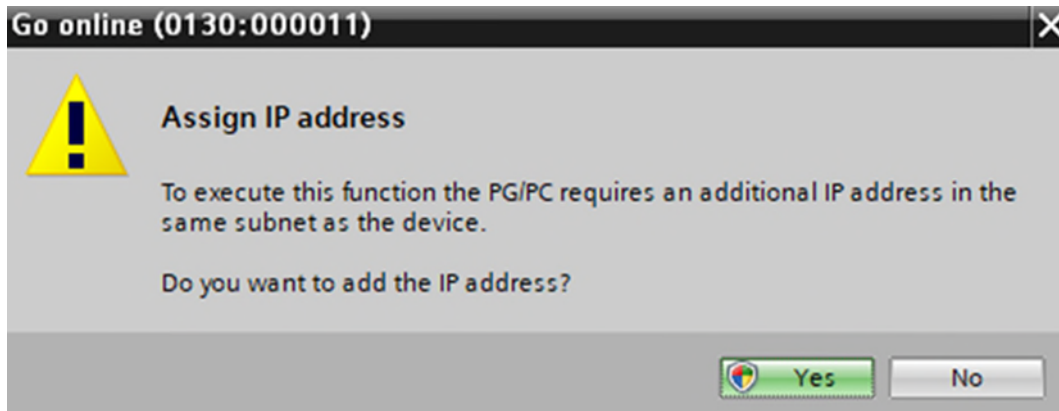 Go online (0130:000011)
Assign IP address
To execute this function the PG/PC requires an additional IP address in the
same subnet as the device.
Do you want to add the IP address?
Yes No